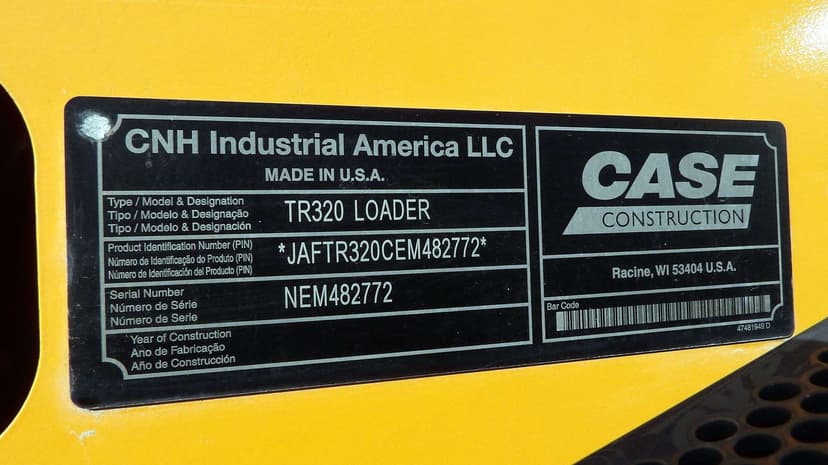 CNH Industrial America LLC
MADE IN U.S.A.
Type / Model & Designation
Tipo / Modelo & Designação
Tipo / Modelo & Designación
TR320 LOADER
Product Identification Number (PIN)
Número de Identificação do Produto (PIN)
Número de Identificación del Producto (PIN)
*JAFTR320CEM482772*
Serial Number
Número de Série
Número de Serie
NEM482772
Year of Construction
Ano de Fabricação
Año de Construcción
CASE
CONSTRUCTION
Racine, WI 53404 U.S.A.
Bar Code
47481949 D